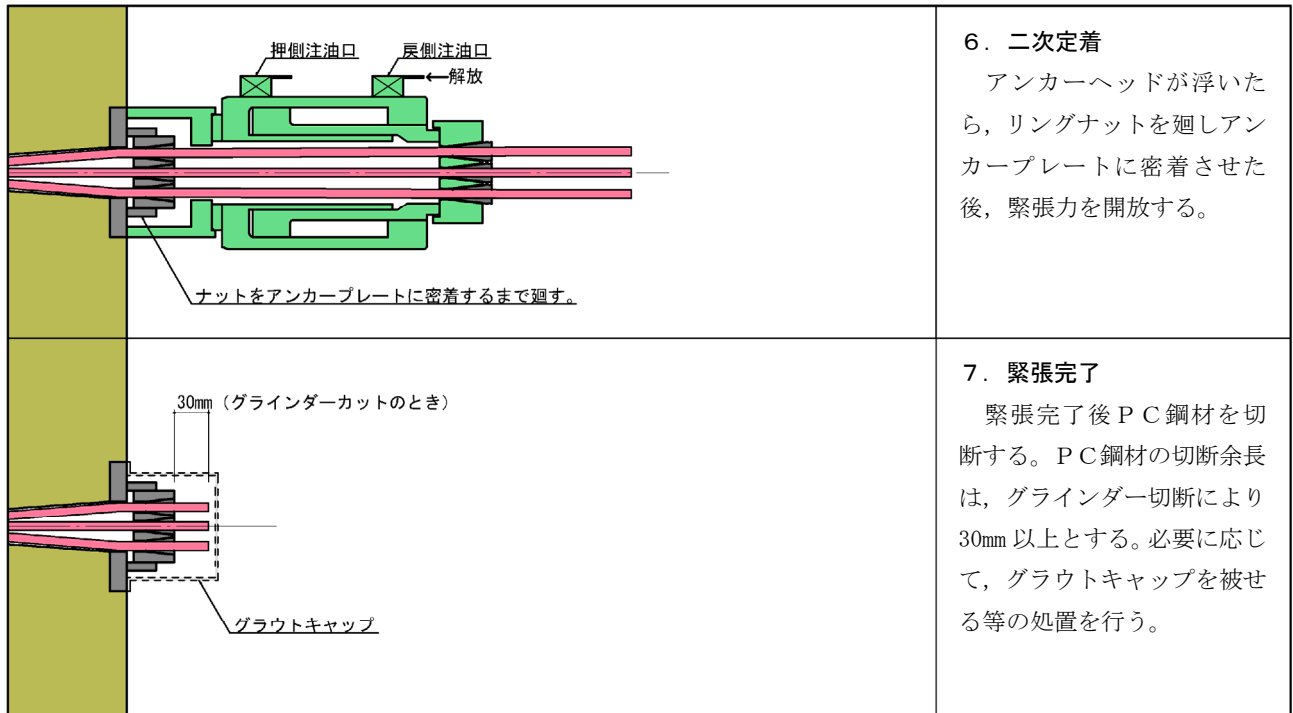 押側注油口
戻側注油口
←解放
ナットをアンカープレートに密着するまで廻す。
６．二次定着
アンカーヘッドが浮いた
ら，リングナットを廻しアン
カープレートに密着させた
後，緊張力を開放する。
30mm（グラインダーカットのとき）
グラウトキャップ
７．緊張完了
緊張完了後ＰＣ鋼材を切
断する。ＰＣ鋼材の切断余長
は，グラインダー切断により
30㎜以上とする。必要に応じ
て，グラウトキャップを被せ
る等の処置を行う。